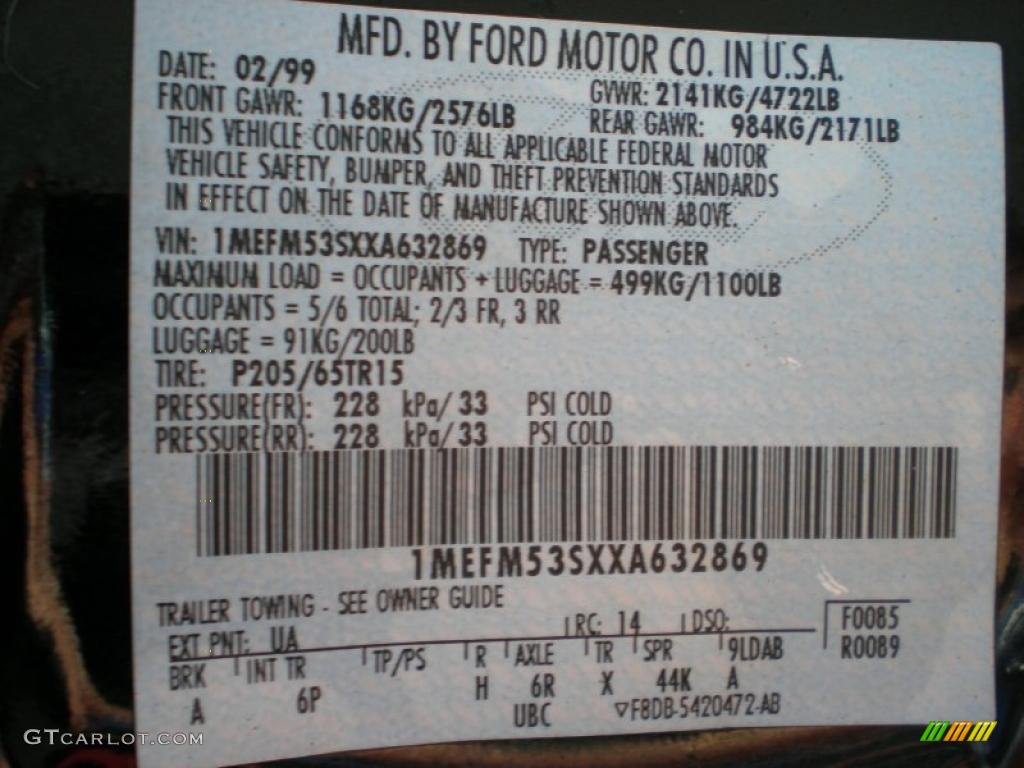 MFD. BY FORD MOTOR CO. IN U.S.A.
DATE: 02/99 GVWR: 2141KG/4722LB
FRONT GAWR: 1168KG/2576LB REAR GAWR: 984KG/2171LB
THIS VEHICLE CONFORMS TO ALL APPLICABLE FEDERAL MOTOR
VEHICLE SAFETY, BUMPER, AND THEFT PREVENTION STANDARDS
IN EFFECT ON THE DATE OF MANUFACTURE SHOWN ABOVE.
VIN: 1MEFM53SXXA632869 TYPE: PASSENGER
MAXIMUM LOAD = OCCUPANTS + LUGGAGE = 499KG/1100LB
OCCUPANTS = 5/6 TOTAL; 2/3 FR, 3 RR
LUGGAGE = 91KG/200LB
TIRE: P205/65TR15
PRESSURE(FR): 228 kPa/ 33 PSI COLD
PRESSURE(RR): 228 kPa/ 33 PSI COLD
1MEFM53SXXA632869
TRAILER TOWING - SEE OWNER GUIDE
EXT PNT: UA RC: 14 DSO: F0085
BRK INT TR TP/PS R AXLE TR SPR 9LDAB R0089
A 6P H 6R X 44K A
UBC ▽F8DB-5420472-AB
GTCARLOT.COM